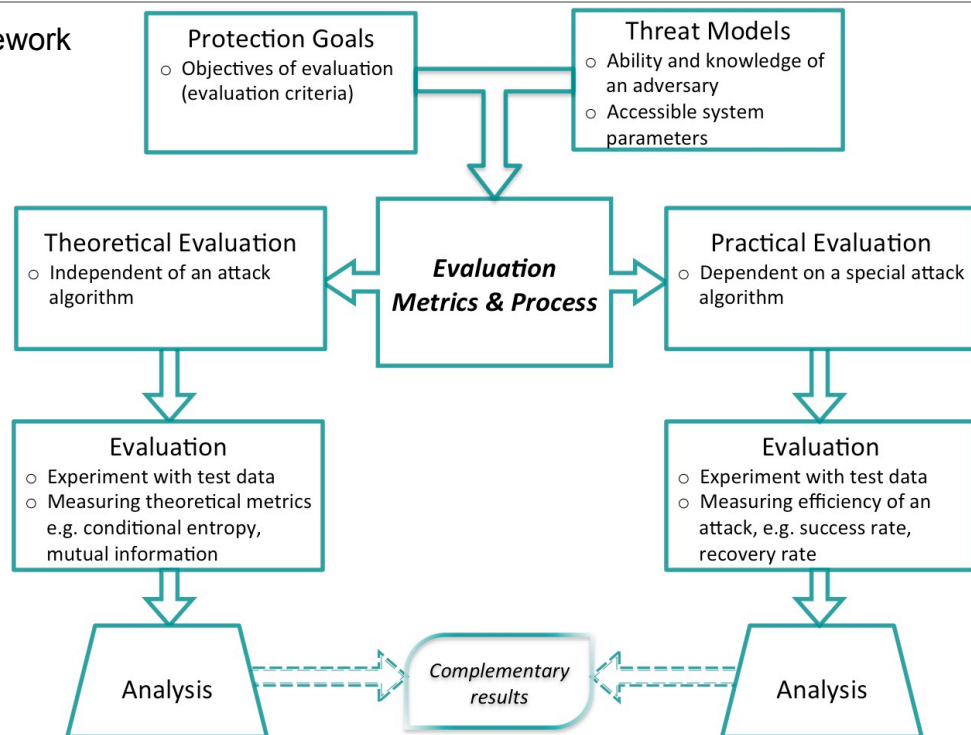 ework
Protection Goals
○ Objectives of evaluation
(evaluation criteria)
Threat Models
○ Ability and knowledge of
an adversary
○ Accessible system
parameters
Theoretical Evaluation
○ Independent of an attack
algorithm
Evaluation
Metrics & Process
Practical Evaluation
○ Dependent on a special attack
algorithm
Evaluation
○ Experiment with test data
○ Measuring theoretical metrics
e.g. conditional entropy,
mutual information
Evaluation
○ Experiment with test data
○ Measuring efficiency of an
attack, e.g. success rate,
recovery rate
Analysis
Complementary
results
Analysis